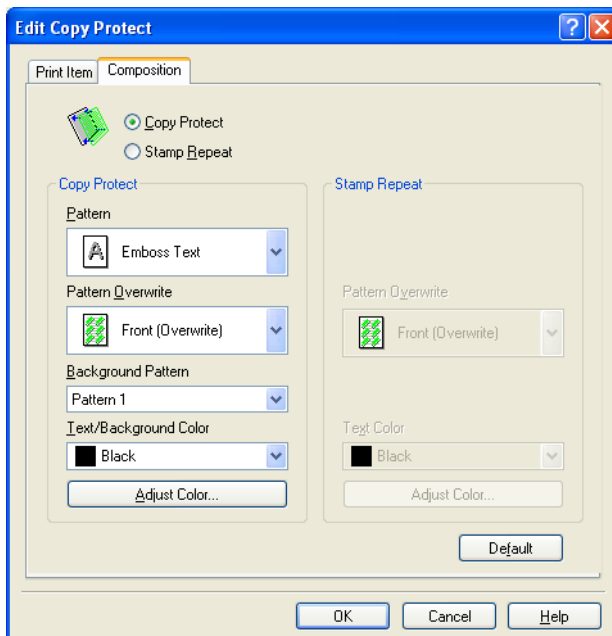 Edit Copy Protect
Print Item Composition
Copy Protect
Stamp Repeat
Copy Protect
Pattern
A Emboss Text
Pattern Overwrite
Front (Overwrite)
Background Pattern
Pattern 1
Text/Background Color
Black
Adjust Color...
Stamp Repeat
Pattern Overwrite
Front (Overwrite)
Text Color
Black
Adjust Color...
Default
OK Cancel Help